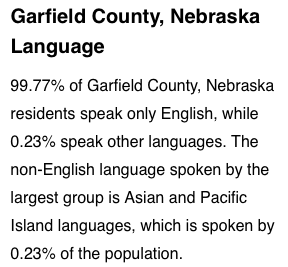 Garfield County, Nebraska
Language
99.77% of Garfield County, Nebraska
residents speak only English, while
0.23% speak other languages. The
non-English language spoken by the
largest group is Asian and Pacific
Island languages, which is spoken by
0.23% of the population.